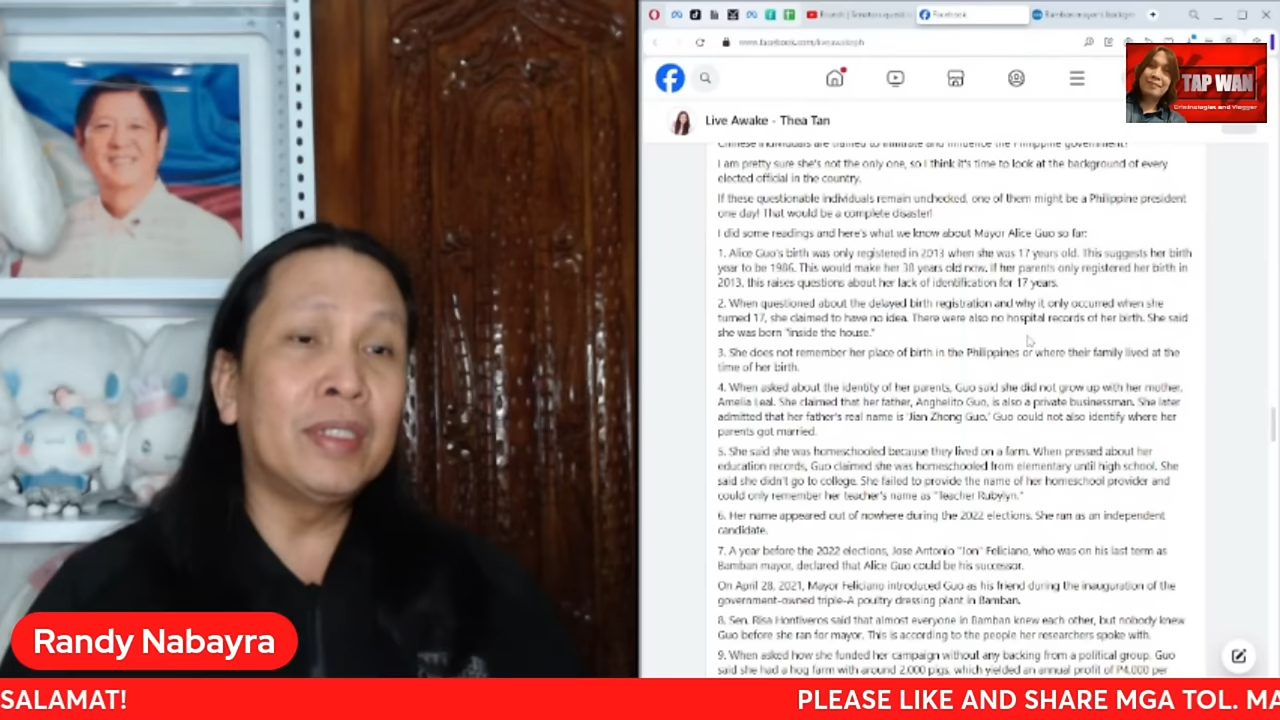 Facebook
www.facebook.com/liveawakeph
TAP WAN
Criminologist and Vlogger
Live Awake - Thea Tan
Chinese individuals are trained to infiltrate and influence the Philippine government!
I am pretty sure she's not the only one, so I think it's time to look at the background of every
elected official in the country.
If these questionable individuals remain unchecked, one of them might be a Philippine president
one day! That would be a complete disaster!
I did some readings and here's what we know about Mayor Alice Guo so far:
1. Alice Guo's birth was only registered in 2013 when she was 17 years old. This suggests her birth
year to be 1986. This would make her 38 years old now. If her parents only registered her birth in
2013, this raises questions about her lack of identification for 17 years.
2. When questioned about the delayed birth registration and why it only occurred when she
turned 17, she claimed to have no idea. There were also no hospital records of her birth. She said
she was born "inside the house."
3. She does not remember her place of birth in the Philippines or where their family lived at the
time of her birth.
4. When asked about the identity of her parents, Guo said she did not grow up with her mother,
Amelia Leal. She claimed that her father, Anghelito Guo, is also a private businessman. She later
admitted that her father's real name is 'Jian Zhong Guo.' Guo could not also identify where her
parents got married.
5. She said she was homeschooled because they lived on a farm. When pressed about her
education records, Guo claimed she was homeschooled from elementary until high school. She
said she didn't go to college. She failed to provide the name of her homeschool provider and
could only remember her teacher's name as "Teacher Rubylyn."
6. Her name appeared out of nowhere during the 2022 elections. She ran as an independent
candidate.
7. A year before the 2022 elections, Jose Antonio "Jon" Feliciano, who was on his last term as
Bamban mayor, declared that Alice Guo could be his successor.
On April 28, 2021, Mayor Feliciano introduced Guo as his friend during the inauguration of the
government-owned triple-A poultry dressing plant in Bamban.
8. Sen. Risa Hontiveros said that almost everyone in Bamban knew each other, but nobody knew
Guo before she ran for mayor. This is according to the people her researchers spoke with.
9. When asked how she funded her campaign without any backing from a political group, Guo
said she had a hog farm with around 2,000 pigs, which yielded an annual profit of P4,000 per
Randy Nabayra
SALAMAT!
PLEASE LIKE AND SHARE MGA TOL. MA